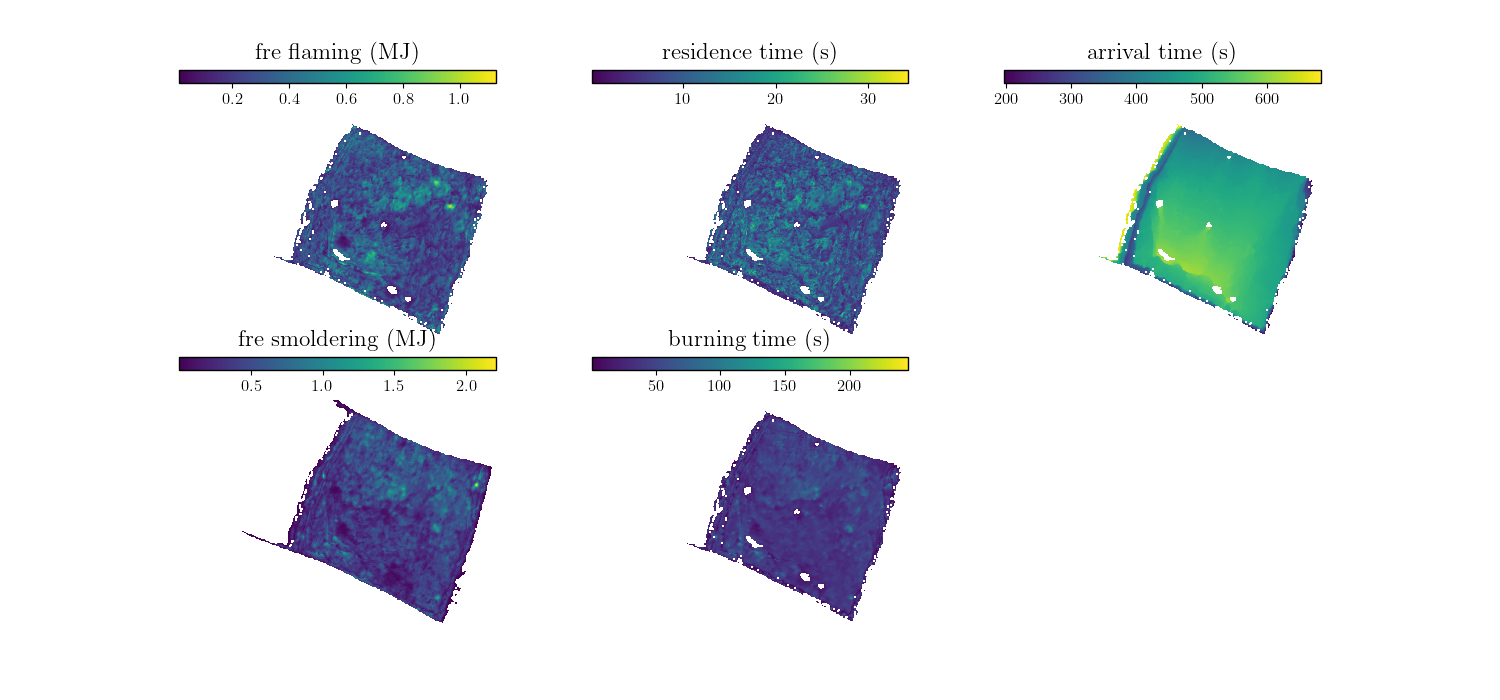 fre flaming (MJ)
0.2 0.4 0.6 0.8 1.0
residence time (s)
10 20 30
arrival time (s)
200 300 400 500 600
fre smoldering (MJ)
0.5 1.0 1.5 2.0
burning time (s)
50 100 150 200